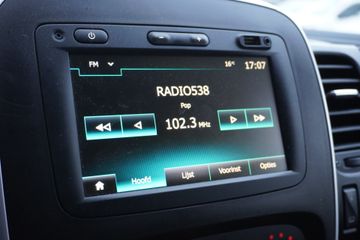 FM 16° 17:07
RADIO538
Pop
102.3 MHz
Hoofd Lijst Voorinst Opties